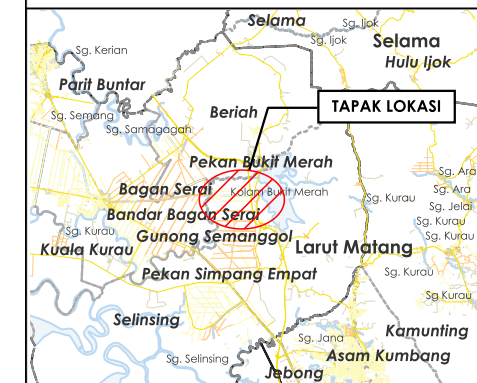 Selama
Sg. Ijok
Sg. Ijok
Selama
Sg. Kerian
Hulu Ijok
Parit Buntar
TAPAK LOKASI
Beriah
Sg. Semang
Sg. Samagagah
Pekan Bukit Merah
Sg. Ara
Bagan Serai
Kolam Bukit Merah
Sg. Ara
Sg. Kurau
Sg. Jelai
Bandar Bagan Serai
Sg. Kurau
Sg. Kurau
Gunong Semanggol
Sg. Kurau
Kuala Kurau
Larut Matang
Pekan Simpang Empat
Sg. Kurau
Sg Kurau
Selinsing
Kamunting
Sg. Jana
Sg. Selinsing
Asam Kumbang
Jebong